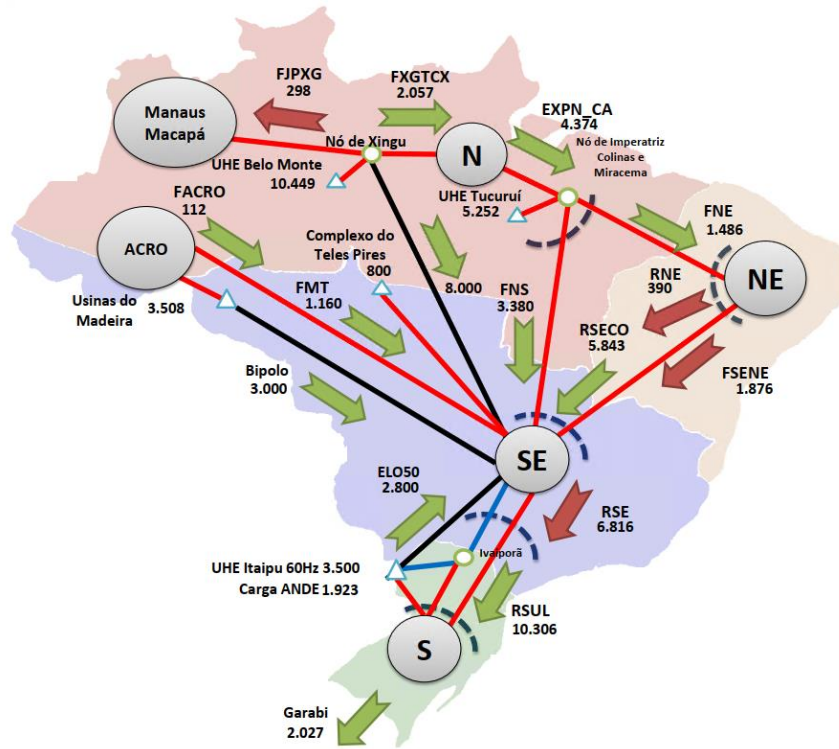 FJPXG
298
FXGTCX
2.057
Manaus
Macapá
EXPN_CA
4.374
Nó de Imperatriz
Colinas e
Miracema
Nó de Xingu
N
UHE Belo Monte
10.449
UHE Tucuruí
5.252
FACRO
112
FNE
1.486
ACRO
Complexo do
Teles Pires
800
NE
RNE
390
Usinas do
Madeira
3.508
FMT
1.160
8.000
FNS
3.380
RSECO
5.843
FSENE
1.876
Bipolo
3.000
SE
ELO50
2.800
RSE
6.816
Ivaiporã
UHE Itaipu 60Hz 3.500
Carga ANDE 1.923
RSUL
10.306
S
Garabi
2.027